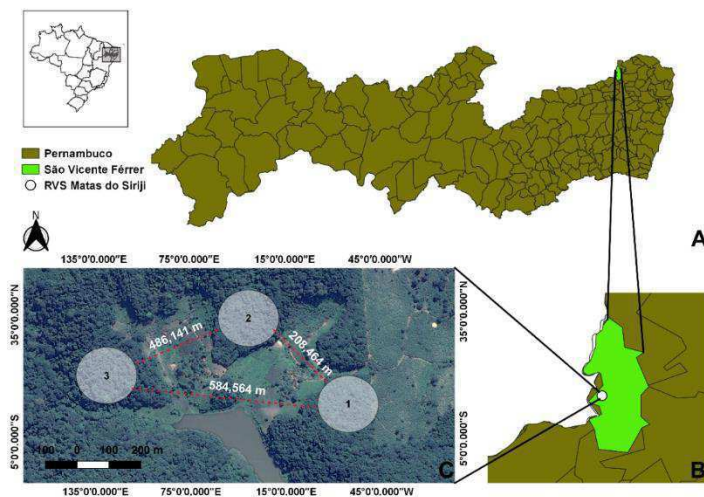 Pernambuco
São Vicente Férrer
RVS Matas do Siriji
N
A
135°0'0.000"E 75°0'0.000"E 15°0'0.000"E 45°0'0.000"W
35°0'0.000"N
5°0'0.000"S
2
486,141 m
208,464 m
3
584,564 m
1
100 0 100 200 m
C
35°0'0.000"N
5°0'0.000"S
B
135°0'0.000"E 75°0'0.000"E 15°0'0.000"E 45°0'0.000"W